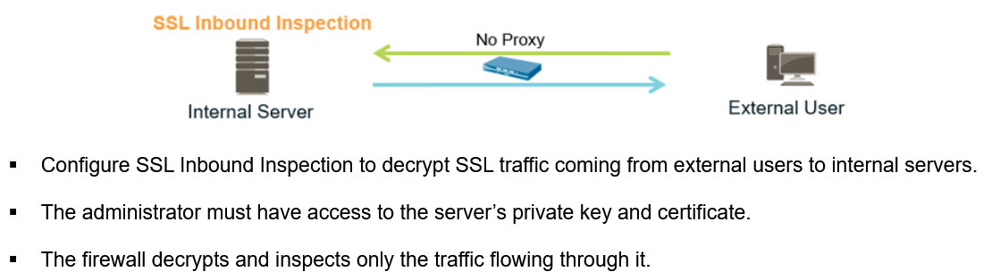 SSL Inbound Inspection
No Proxy
Internal Server
External User
▪ Configure SSL Inbound Inspection to decrypt SSL traffic coming from external users to internal servers.
▪ The administrator must have access to the server’s private key and certificate.
▪ The firewall decrypts and inspects only the traffic flowing through it.